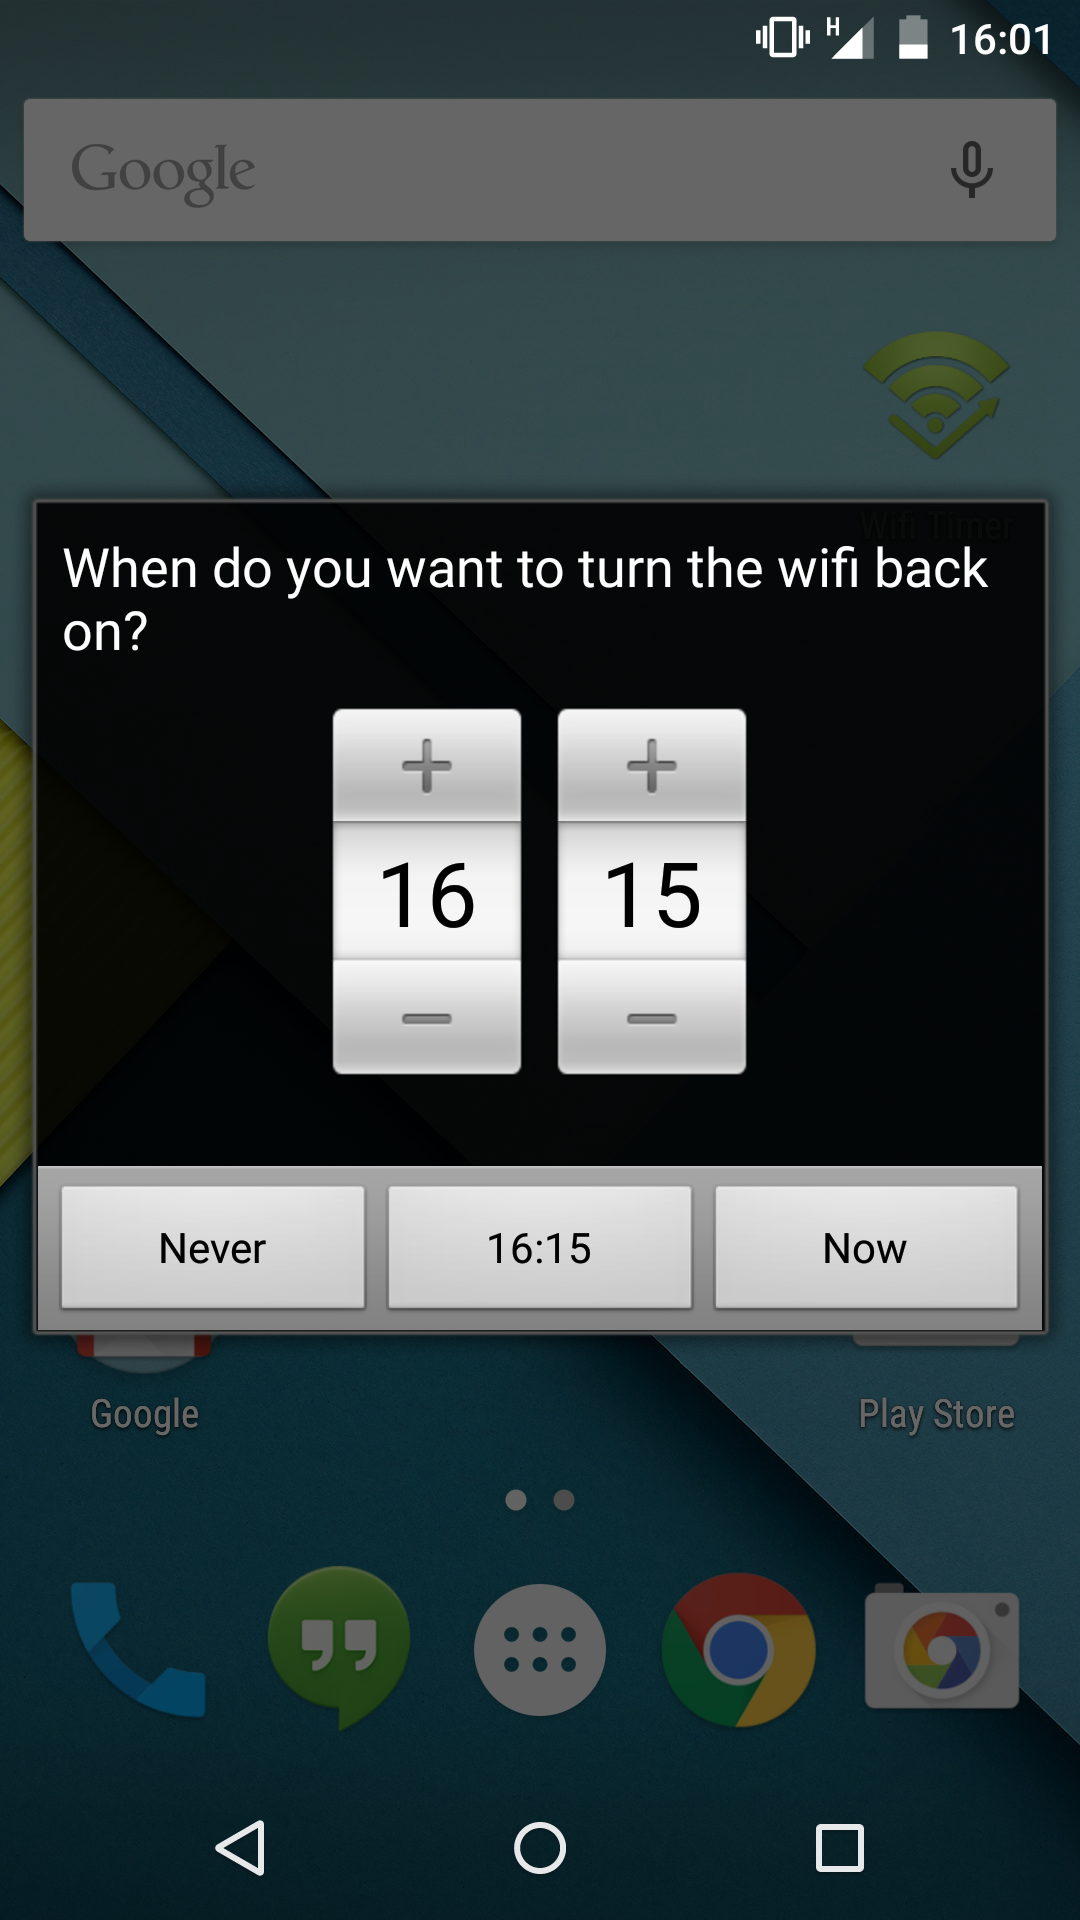 H 16:01
Google
Wifi Timer
When do you want to turn the wifi back
on?
16 15
Never 16:15 Now
Google Play Store